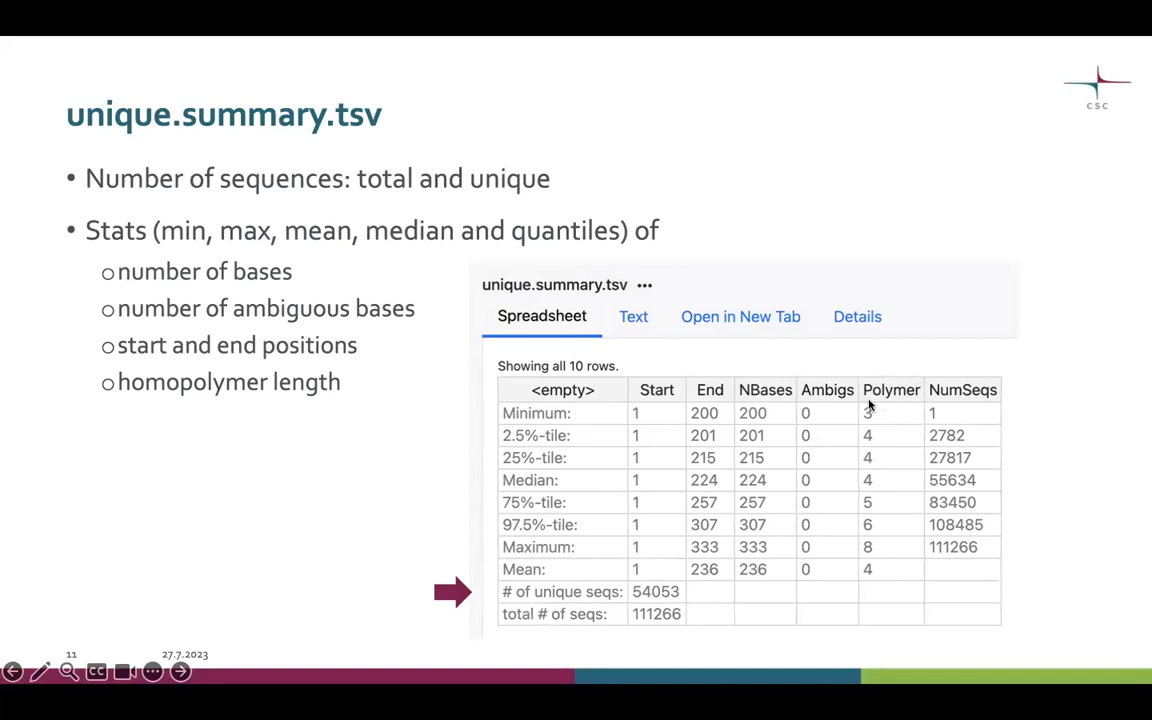 CSC
unique.summary.tsv
• Number of sequences: total and unique
• Stats (min, max, mean, median and quantiles) of
o number of bases
o number of ambiguous bases
o start and end positions
o homopolymer length
unique.summary.tsv •••
Spreadsheet Text Open in New Tab Details
Showing all 10 rows.
<empty> Start End NBases Ambigs Polymer NumSeqs
Minimum: 1 200 200 0 3 1
2.5%-tile: 1 201 201 0 4 2782
25%-tile: 1 215 215 0 4 27817
Median: 1 224 224 0 4 55634
75%-tile: 1 257 257 0 5 83450
97.5%-tile: 1 307 307 0 6 108485
Maximum: 1 333 333 0 8 111266
Mean: 1 236 236 0 4
# of unique seqs: 54053
total # of seqs: 111266
11 27.7.2023
CC